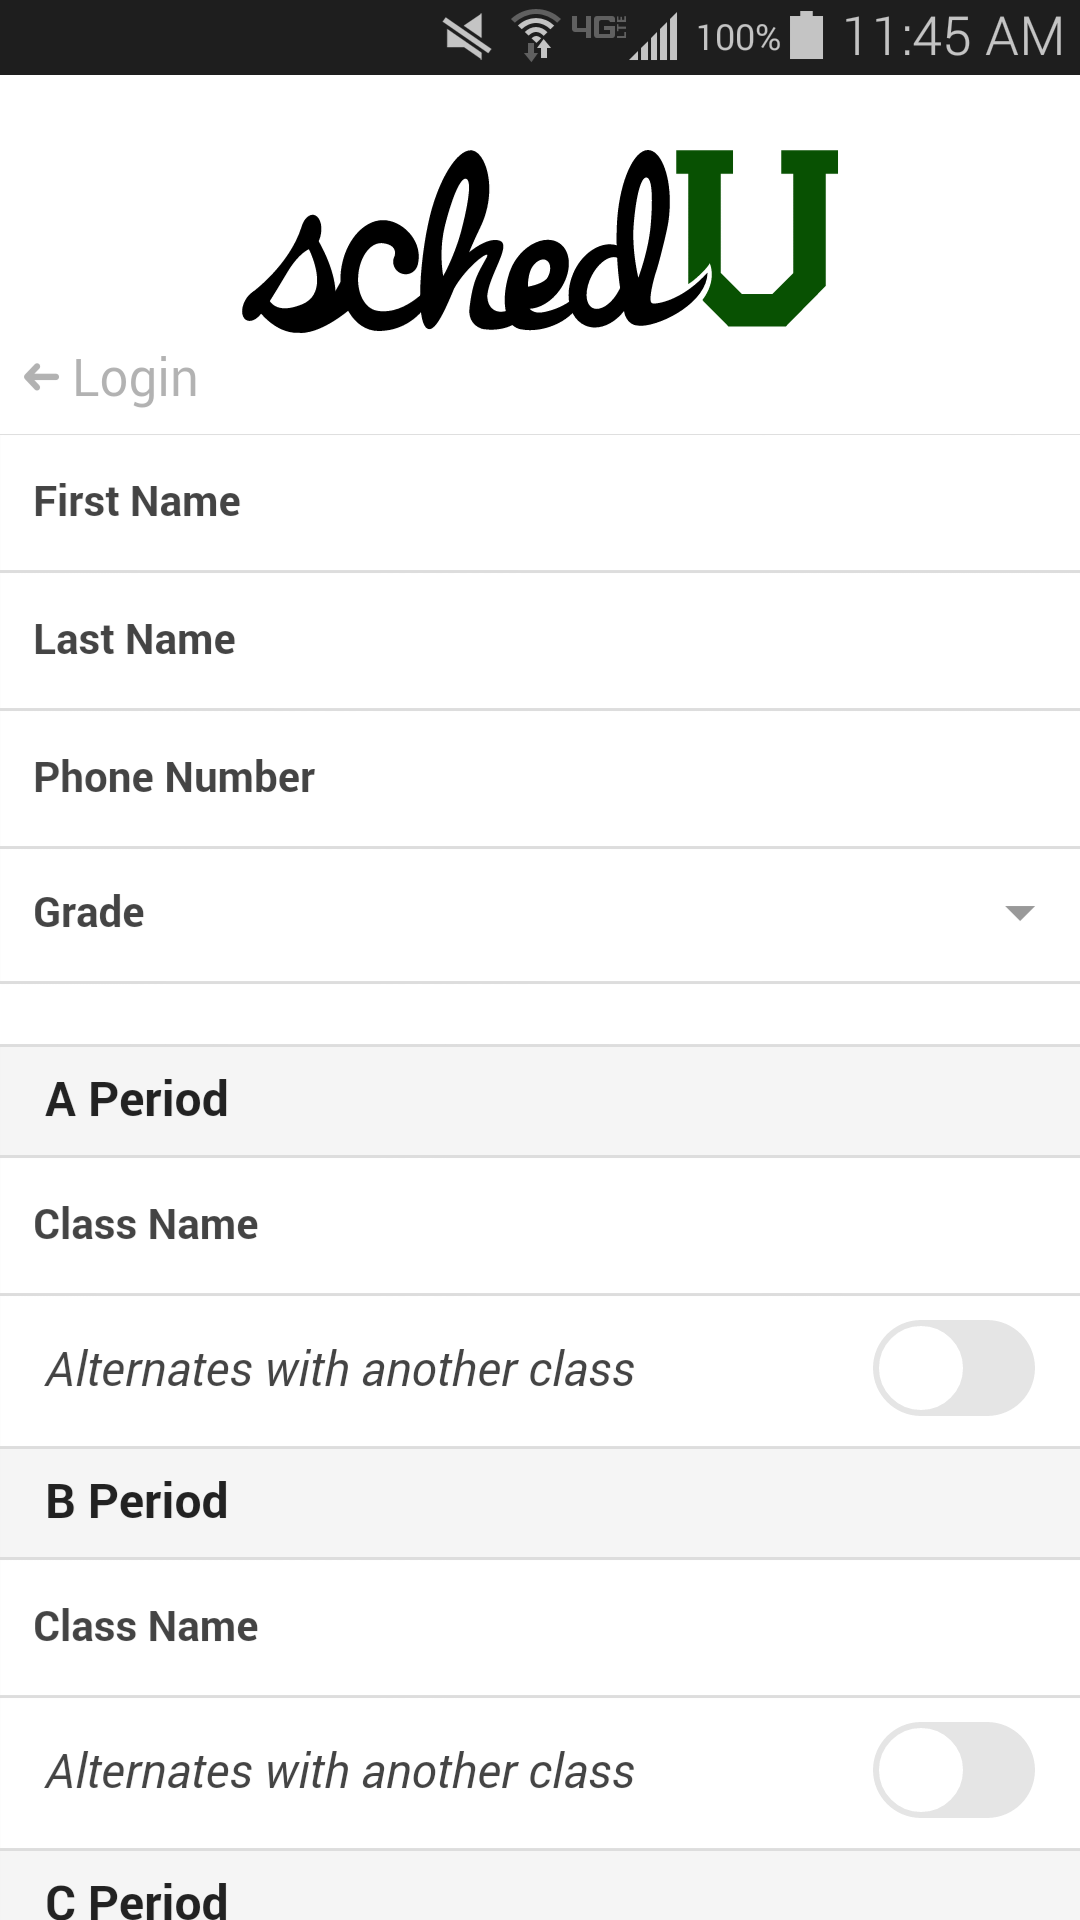 4G LTE 100% 11:45 AM
schedU
Login
First Name
Last Name
Phone Number
Grade
A Period
Class Name
Alternates with another class
B Period
Class Name
Alternates with another class
C Period